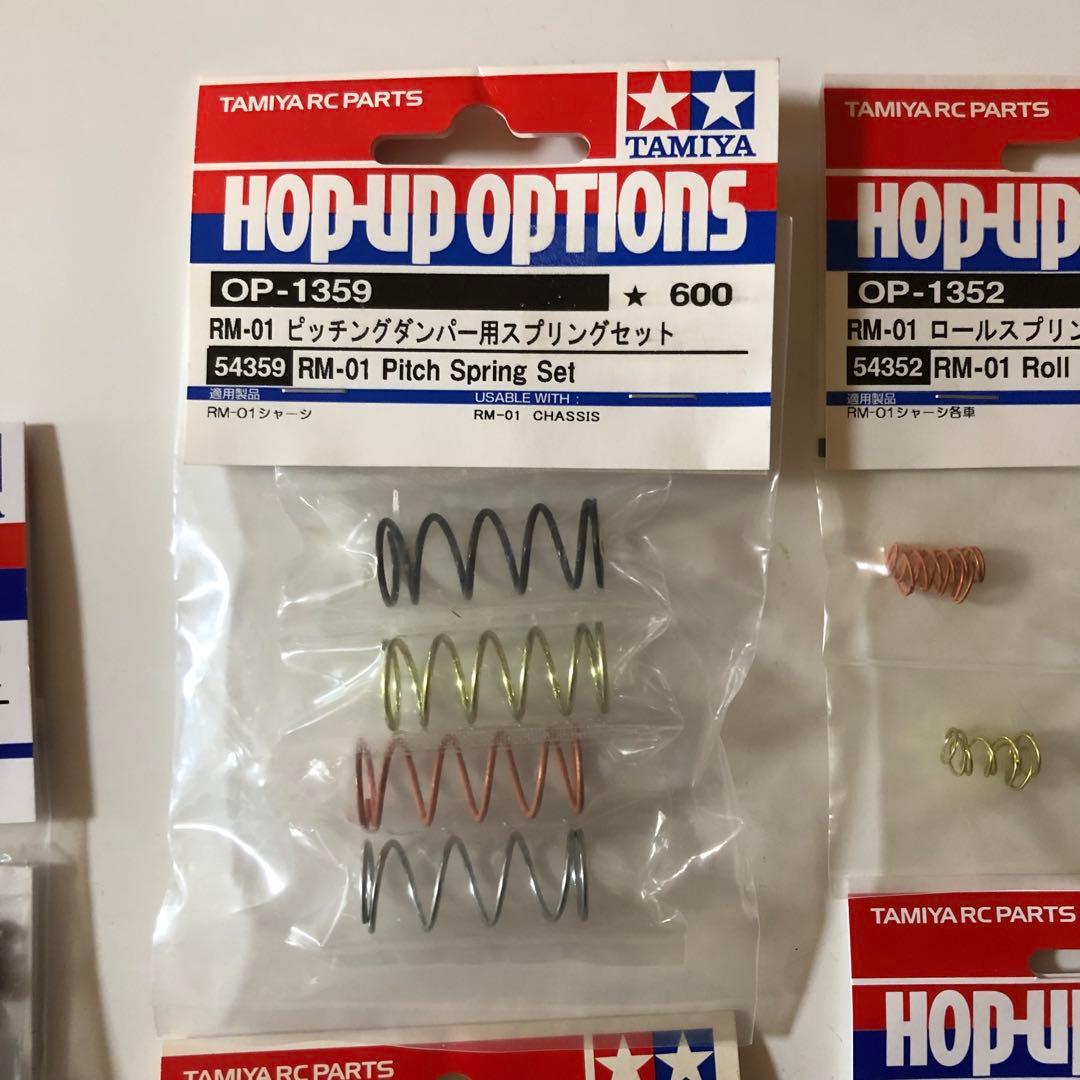 TAMIYA RC PARTS
TAMIYA
HOP-UP OPTIONS
OP-1359 ★ 600
RM-01 ピッチングダンパー用スプリングセット
54359 RM-01 Pitch Spring Set
適用製品 USABLE WITH :
RM-01シャーシ RM-01 CHASSIS
TAMIYA RC PARTS
HOP-UP
OP-1352
RM-01 ロールスプリン
54352 RM-01 Roll
適用製品
RM-01シャーシ各車
TAMIYA RC PARTS
HOP-U
TAMIYA RC PARTS